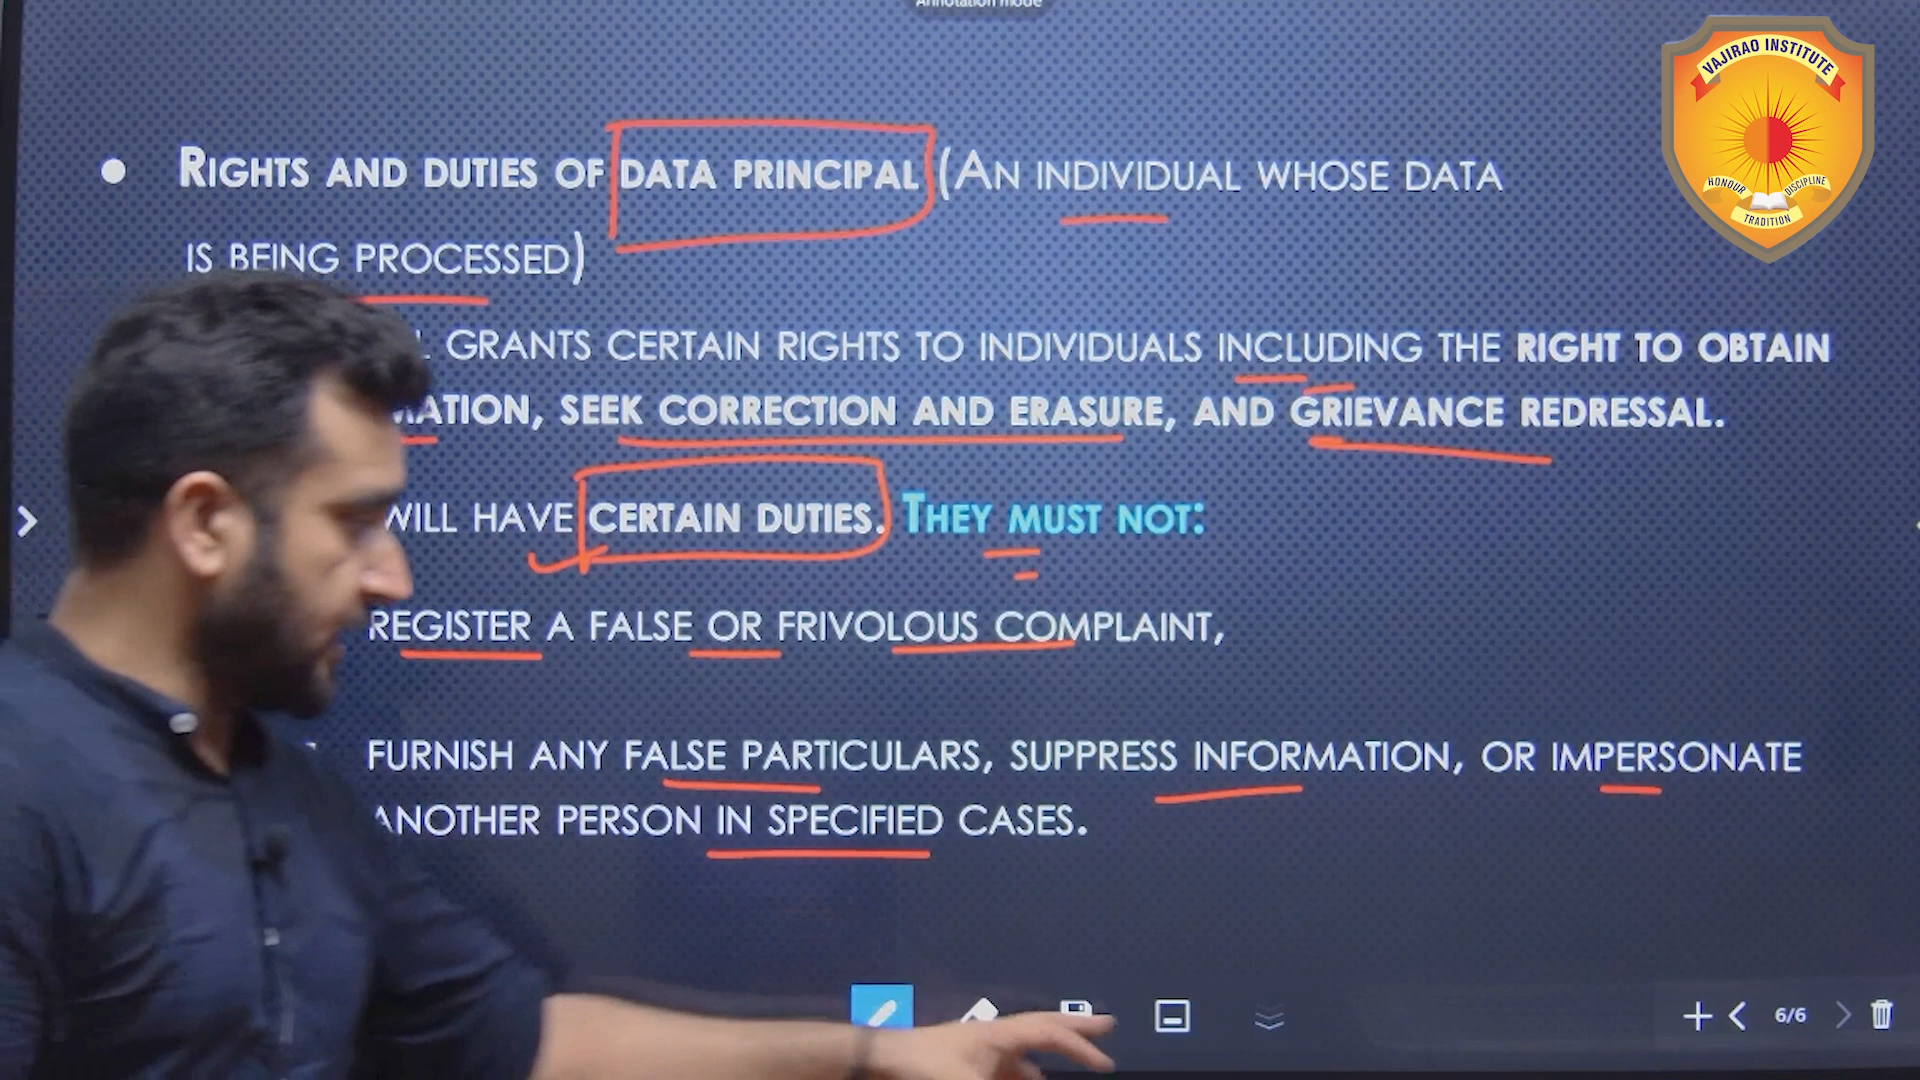 Annotation mode
VAJIRAO INSTITUTE
HONOUR
DISCIPLINE
TRADITION
● RIGHTS AND DUTIES OF DATA PRINCIPAL (AN INDIVIDUAL WHOSE DATA
IS BEING PROCESSED)
L GRANTS CERTAIN RIGHTS TO INDIVIDUALS INCLUDING THE RIGHT TO OBTAIN
MATION, SEEK CORRECTION AND ERASURE, AND GRIEVANCE REDRESSAL.
WILL HAVE CERTAIN DUTIES. THEY MUST NOT:
REGISTER A FALSE OR FRIVOLOUS COMPLAINT,
FURNISH ANY FALSE PARTICULARS, SUPPRESS INFORMATION, OR IMPERSONATE
ANOTHER PERSON IN SPECIFIED CASES.
6/6